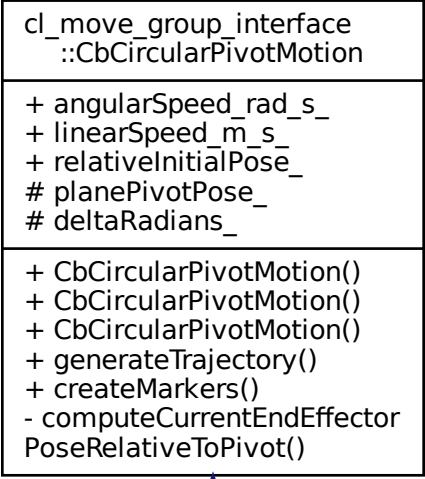 cl_move_group_interface
::CbCircularPivotMotion
+ angularSpeed_rad_s_
+ linearSpeed_m_s_
+ relativeInitialPose_
# planePivotPose_
# deltaRadians_
+ CbCircularPivotMotion()
+ CbCircularPivotMotion()
+ CbCircularPivotMotion()
+ generateTrajectory()
+ createMarkers()
- computeCurrentEndEffector
PoseRelativeToPivot()